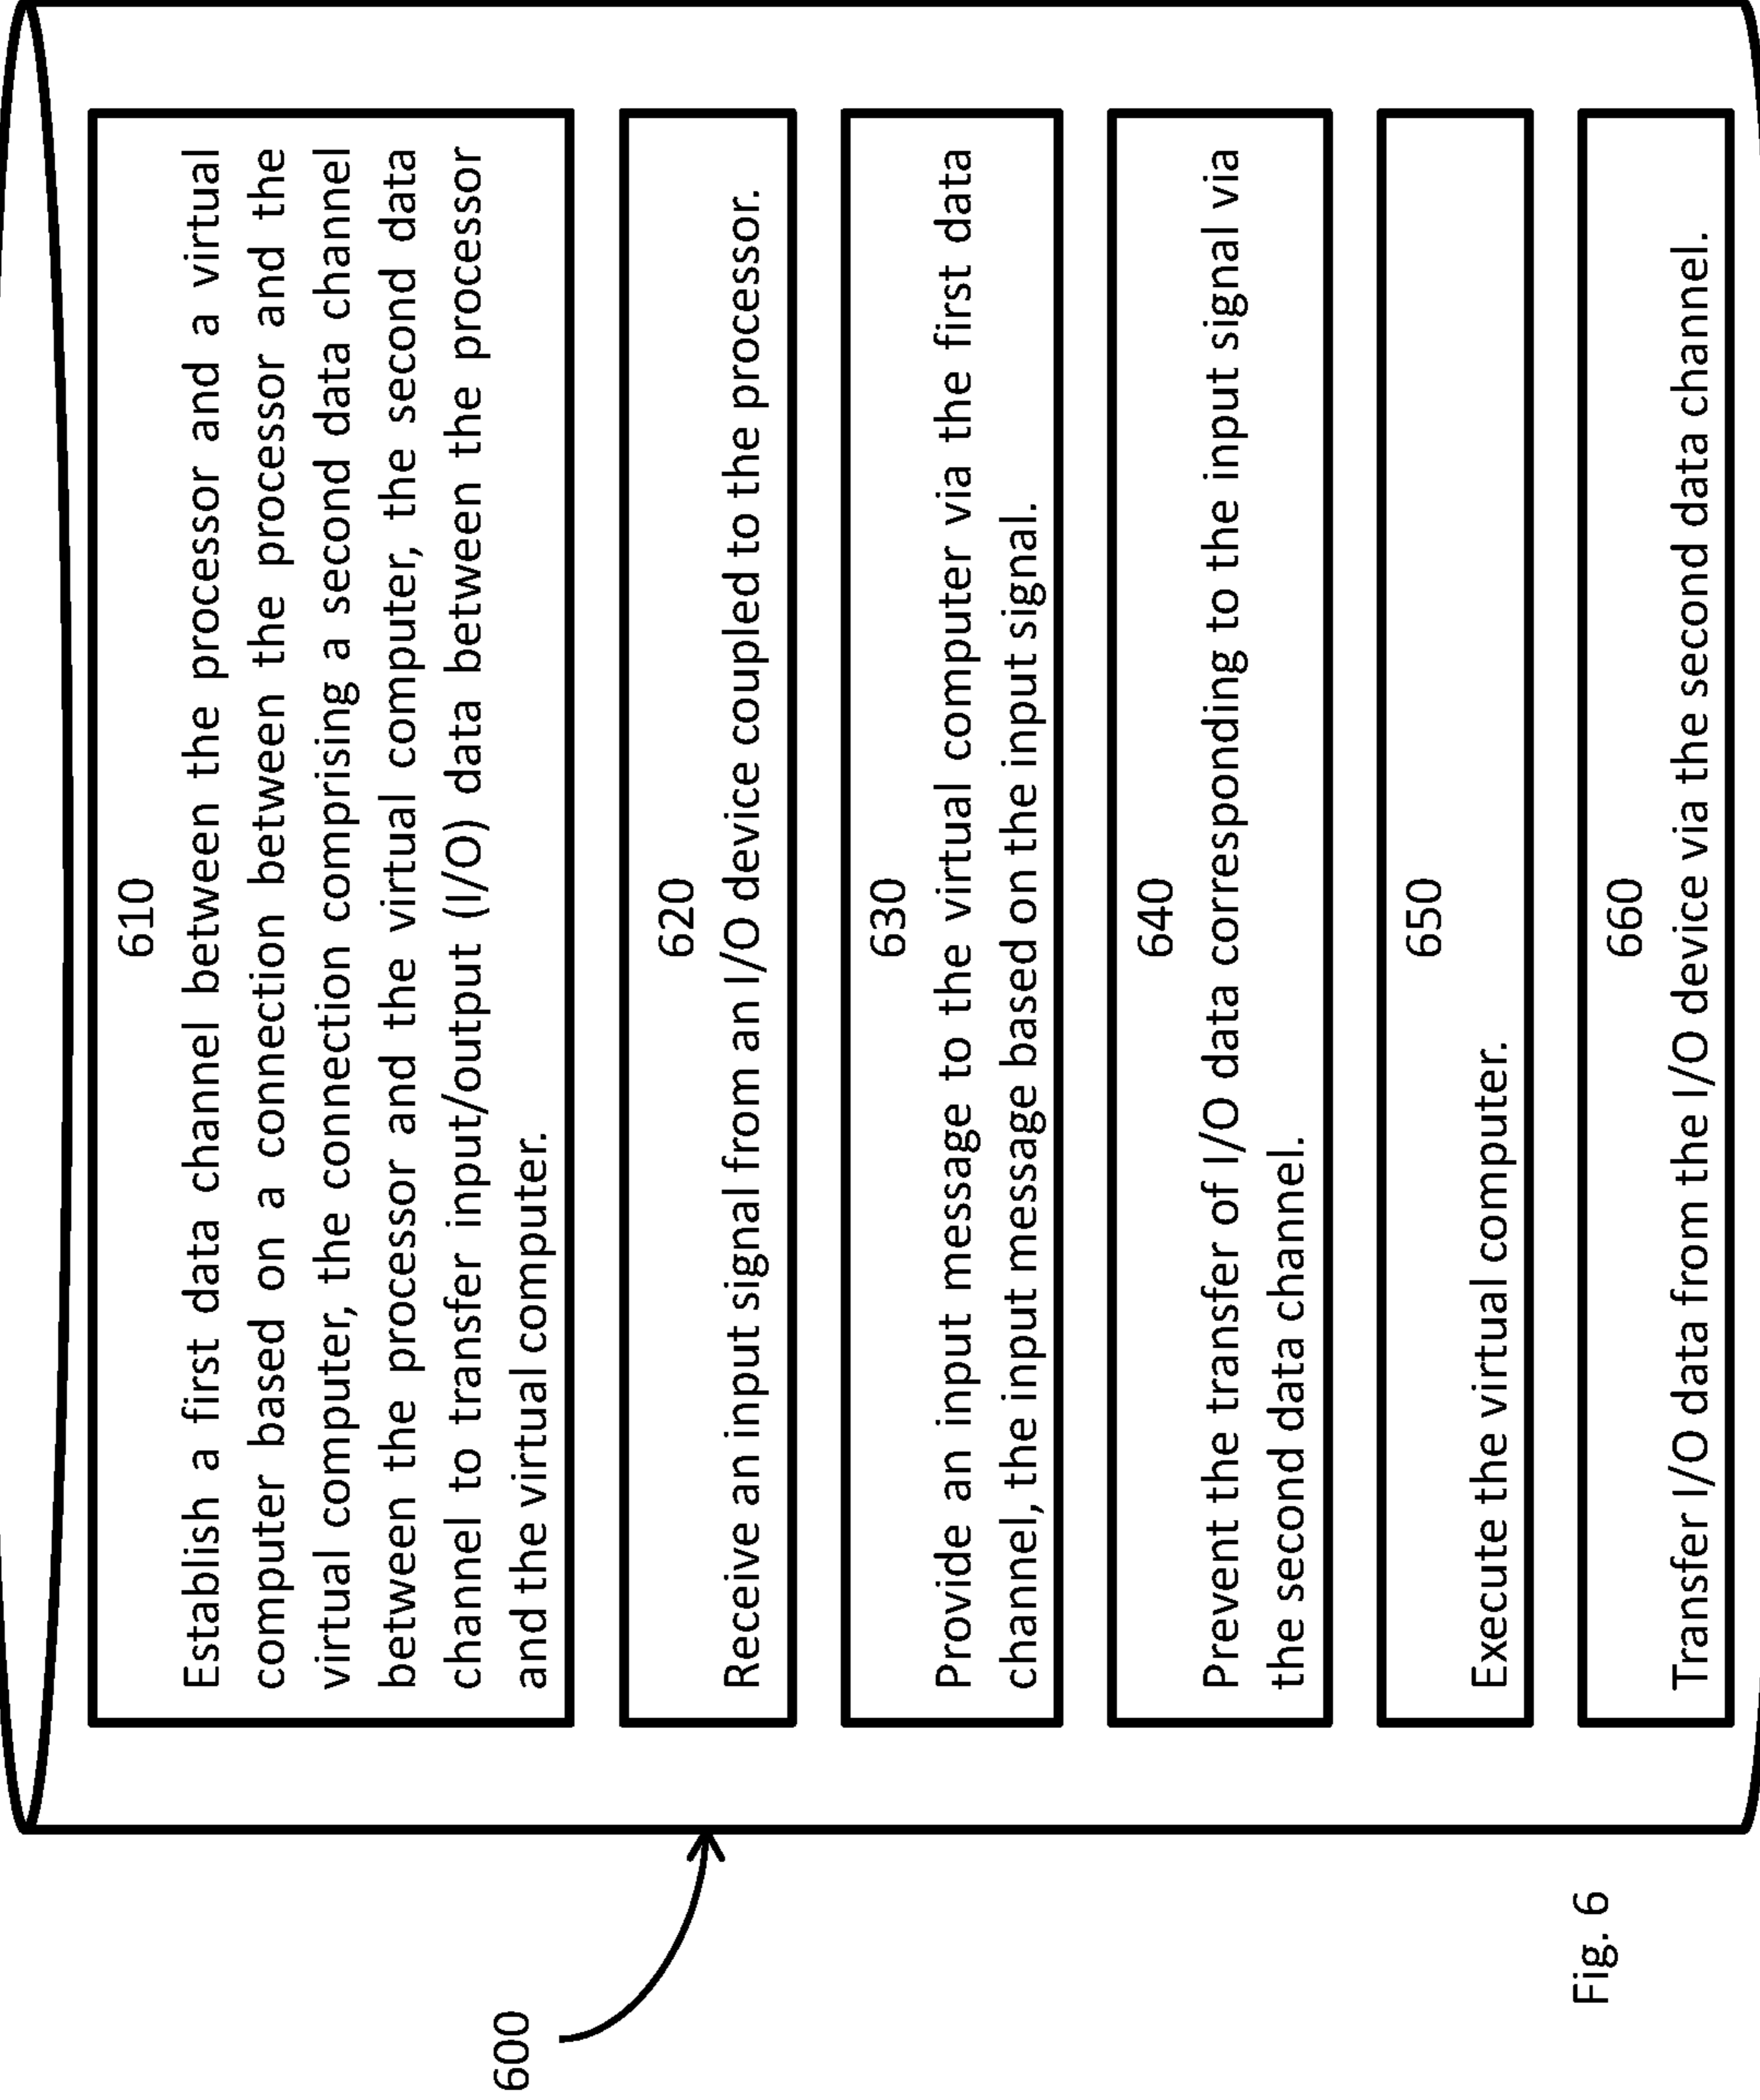 600
610
Establish a first data channel between the processor and a virtual
computer based on a connection between the processor and the
virtual computer, the connection comprising a second data channel
between the processor and the virtual computer, the second data
channel to transfer input/output (I/O) data between the processor
and the virtual computer.
620
Receive an input signal from an I/O device coupled to the processor.
630
Provide an input message to the virtual computer via the first data
channel, the input message based on the input signal.
640
Prevent the transfer of I/O data corresponding to the input signal via
the second data channel.
650
Execute the virtual computer.
660
Transfer I/O data from the I/O device via the second data channel.
Fig. 6